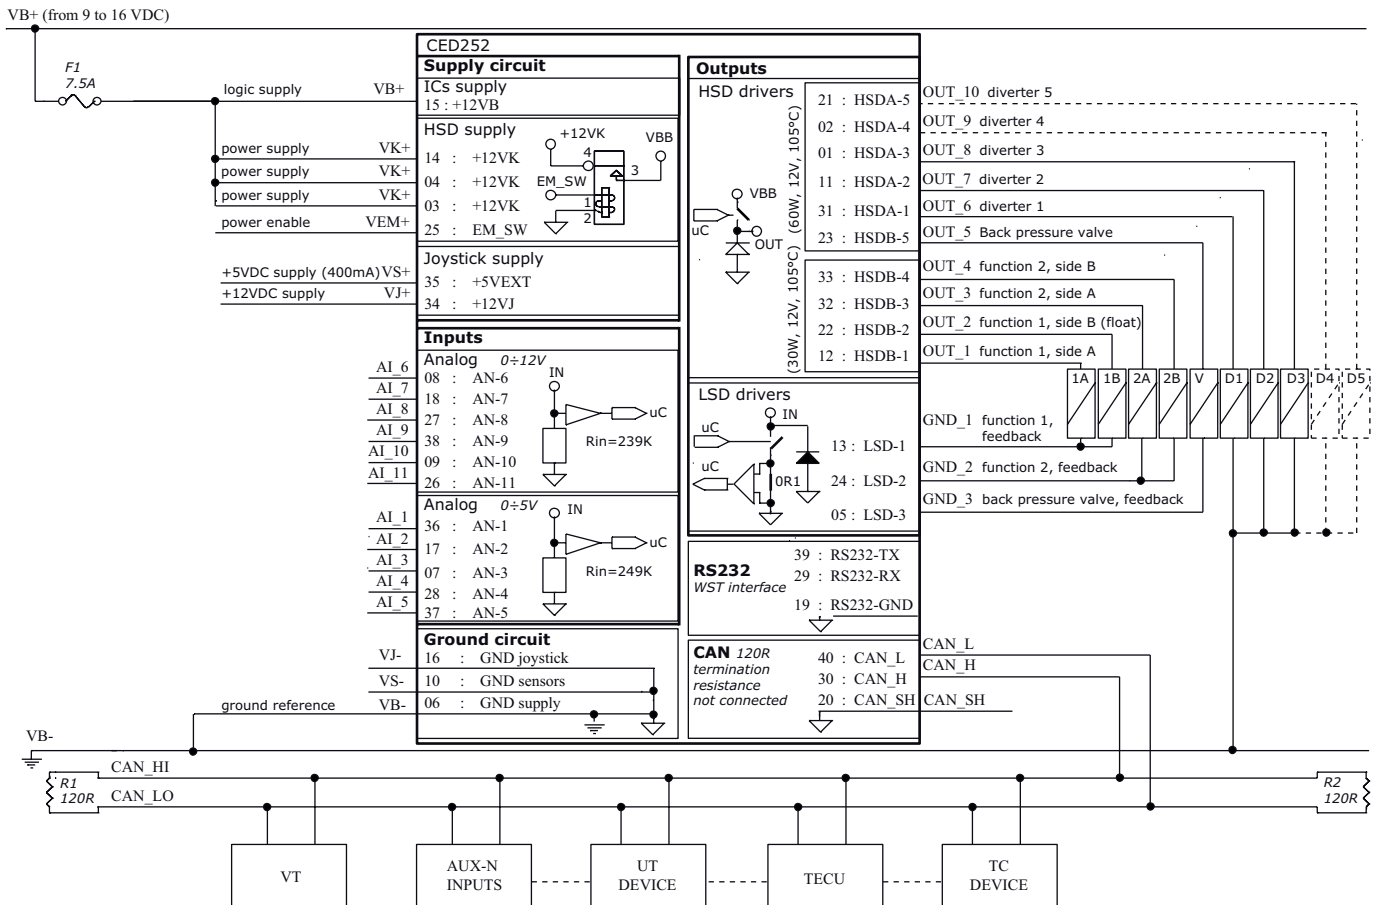 VB+ (from 9 to 16 VDC)
F1
7.5A
logic supply VB+
power supply VK+
power supply VK+
power supply VK+
power enable VEM+
+5VDC supply (400mA) VS+
+12VDC supply VJ+
AI_6
AI_7
AI_8
AI_9
AI_10
AI_11
AI_1
AI_2
AI_3
AI_4
AI_5
VJ-
VS-
ground reference VB-
CED252
Supply circuit
ICs supply
15 : +12VB
HSD supply
14 : +12VK
04 : +12VK
03 : +12VK
25 : EM_SW
+12VK
VBB
4
3
EM_SW
1
2
Joystick supply
35 : +5VEXT
34 : +12VJ
Inputs
Analog 0÷12V
08 : AN-6
18 : AN-7
27 : AN-8
38 : AN-9
09 : AN-10
26 : AN-11
IN
uC
Rin=239K
Analog 0÷5V
36 : AN-1
17 : AN-2
07 : AN-3
28 : AN-4
37 : AN-5
IN
uC
Rin=249K
Ground circuit
16 : GND joystick
10 : GND sensors
06 : GND supply
Outputs
HSD drivers
VBB
uC
OUT
(60W, 12V, 105°C)
21 : HSDA-5
02 : HSDA-4
01 : HSDA-3
11 : HSDA-2
31 : HSDA-1
23 : HSDB-5
(30W, 12V, 105°C)
33 : HSDB-4
32 : HSDB-3
22 : HSDB-2
12 : HSDB-1
LSD drivers
IN
uC
uC
0R1
13 : LSD-1
24 : LSD-2
05 : LSD-3
RS232
WST interface
39 : RS232-TX
29 : RS232-RX
19 : RS232-GND
CAN 120R
termination
resistance
not connected
40 : CAN_L
30 : CAN_H
20 : CAN_SH
OUT_10 diverter 5
OUT_9 diverter 4
OUT_8 diverter 3
OUT_7 diverter 2
OUT_6 diverter 1
OUT_5 Back pressure valve
OUT_4 function 2, side B
OUT_3 function 2, side A
OUT_2 function 1, side B (float)
OUT_1 function 1, side A
1A 1B 2A 2B V D1 D2 D3 D4 D5
GND_1 function 1,
feedback
GND_2 function 2, feedback
GND_3 back pressure valve, feedback
CAN_L
CAN_H
CAN_SH
VB-
CAN_HI
CAN_LO
R1
120R
R2
120R
VT
AUX-N
INPUTS
UT
DEVICE
TECU
TC
DEVICE